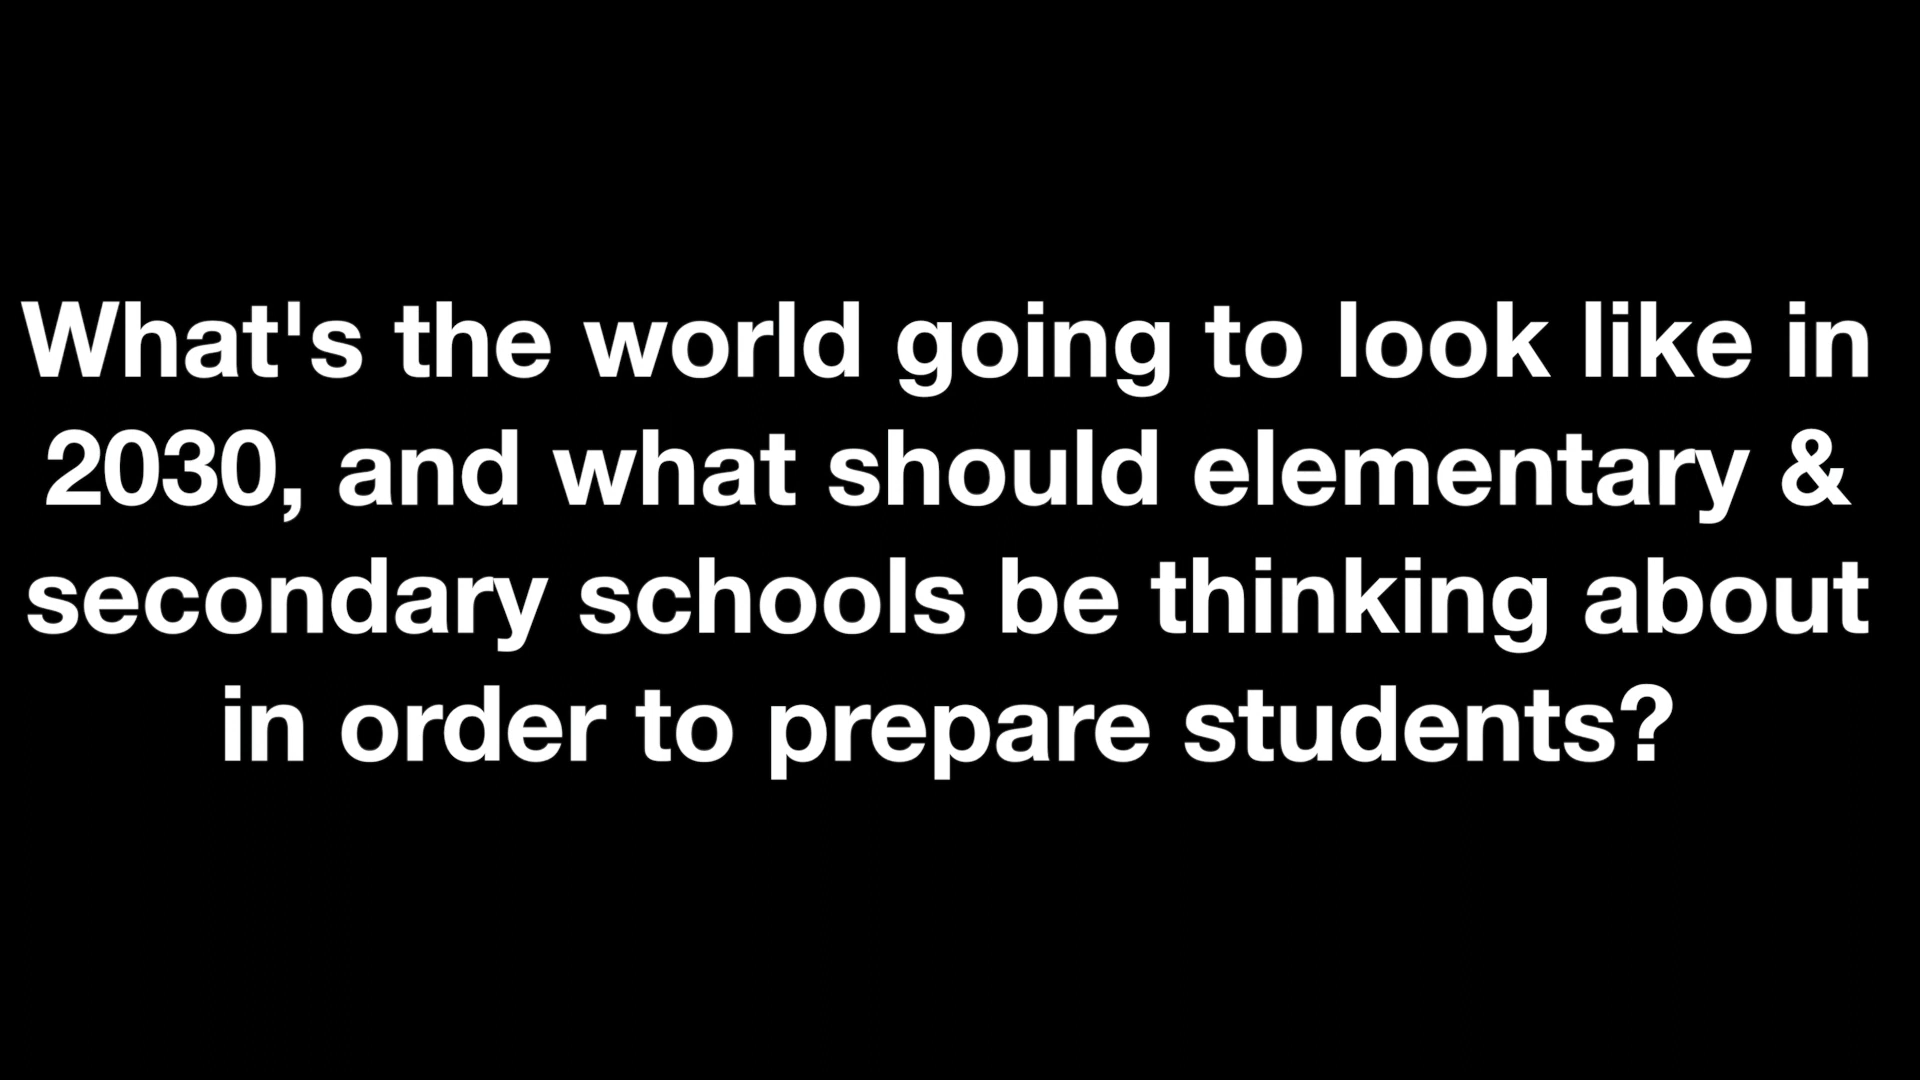 What's the world going to look like in
2030, and what should elementary &
secondary schools be thinking about
in order to prepare students?